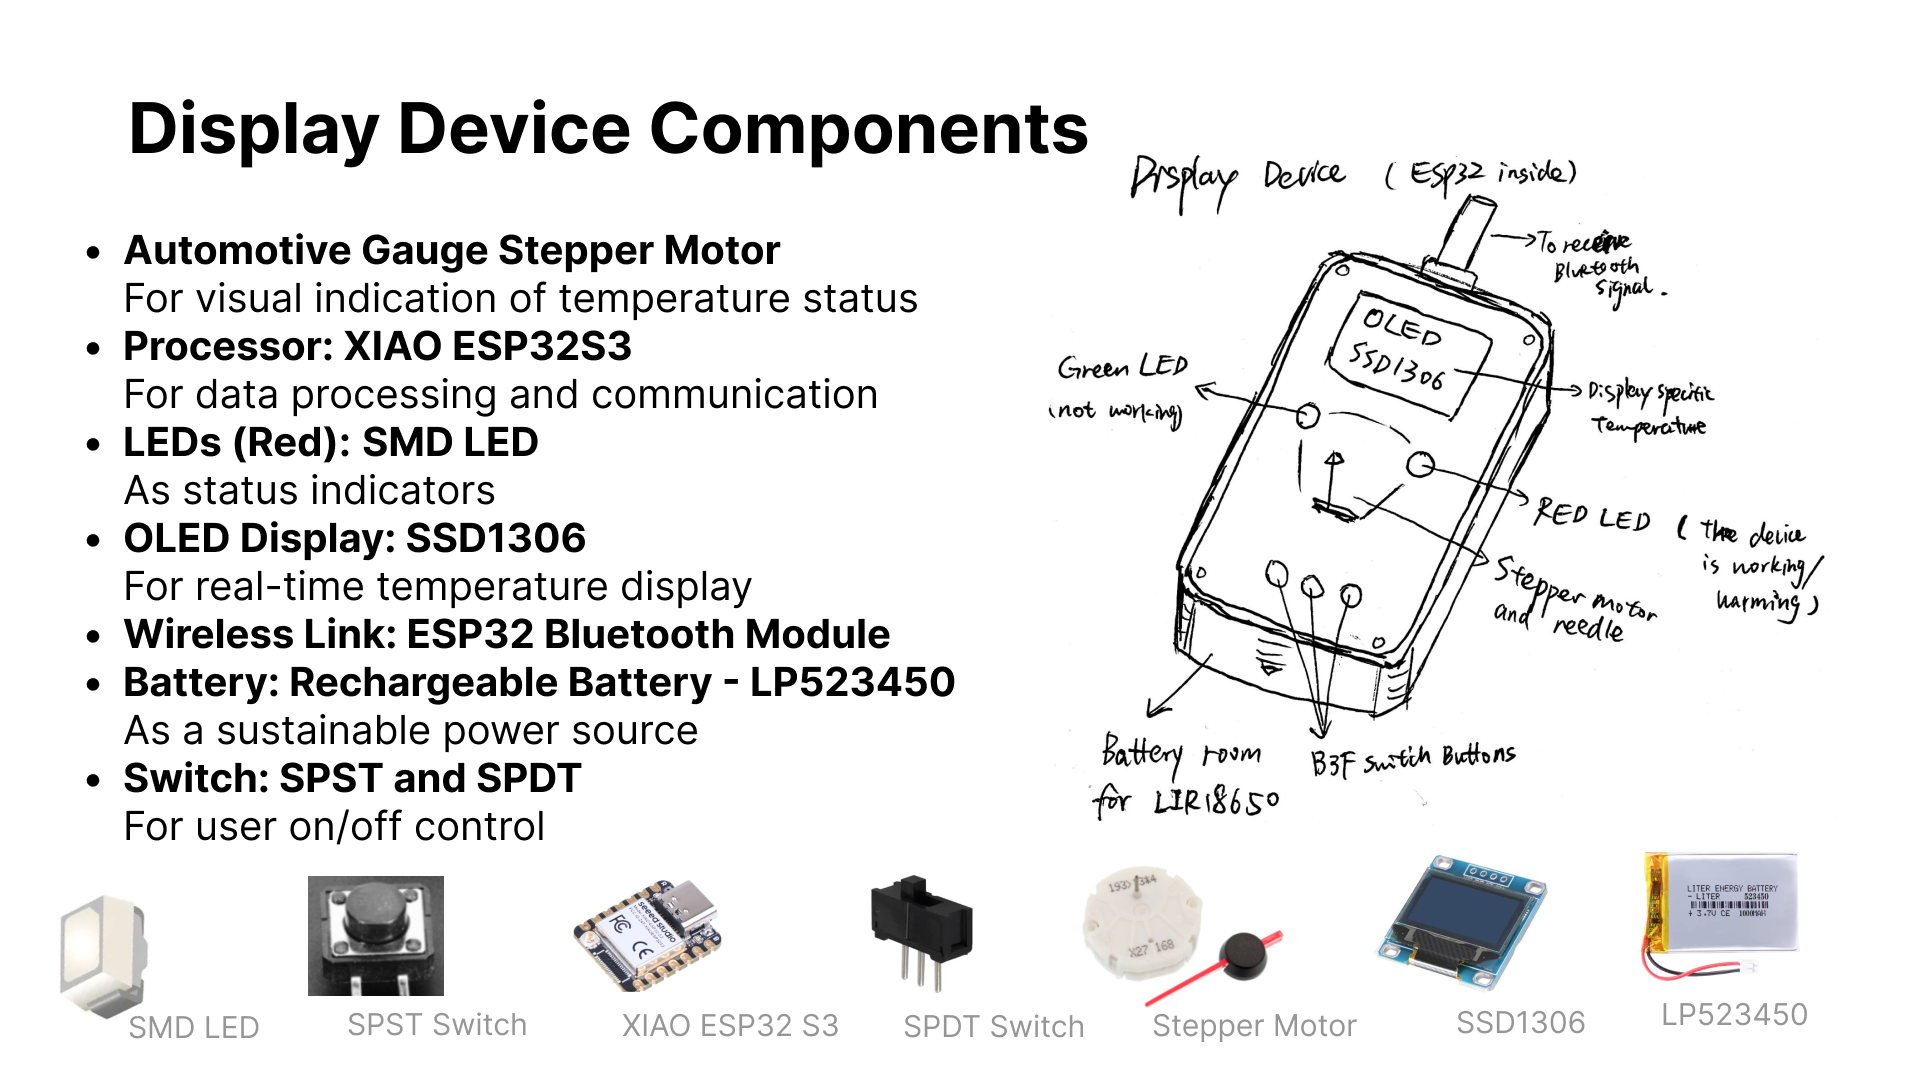 Display Device Components
• Automotive Gauge Stepper Motor
For visual indication of temperature status
• Processor: XIAO ESP32S3
For data processing and communication
• LEDs (Red): SMD LED
As status indicators
• OLED Display: SSD1306
For real-time temperature display
• Wireless Link: ESP32 Bluetooth Module
• Battery: Rechargeable Battery - LP523450
As a sustainable power source
• Switch: SPST and SPDT
For user on/off control
Display Device (ESP32 inside)
To receive
Bluetooth
signal.
OLED
SSD1306
Green LED
(not working)
Display specific
Temperature
RED LED (The device
is working/
warming)
Stepper motor
and needle
Battery room
for LIR18650
B3F switch Buttons
seeed studio
FC CE
X27 168
LITER ENERGY BATTERY
- LITER 523450
+ 3.7V CE 1000MAH
SMD LED
SPST Switch
XIAO ESP32 S3
SPDT Switch
Stepper Motor
SSD1306
LP523450